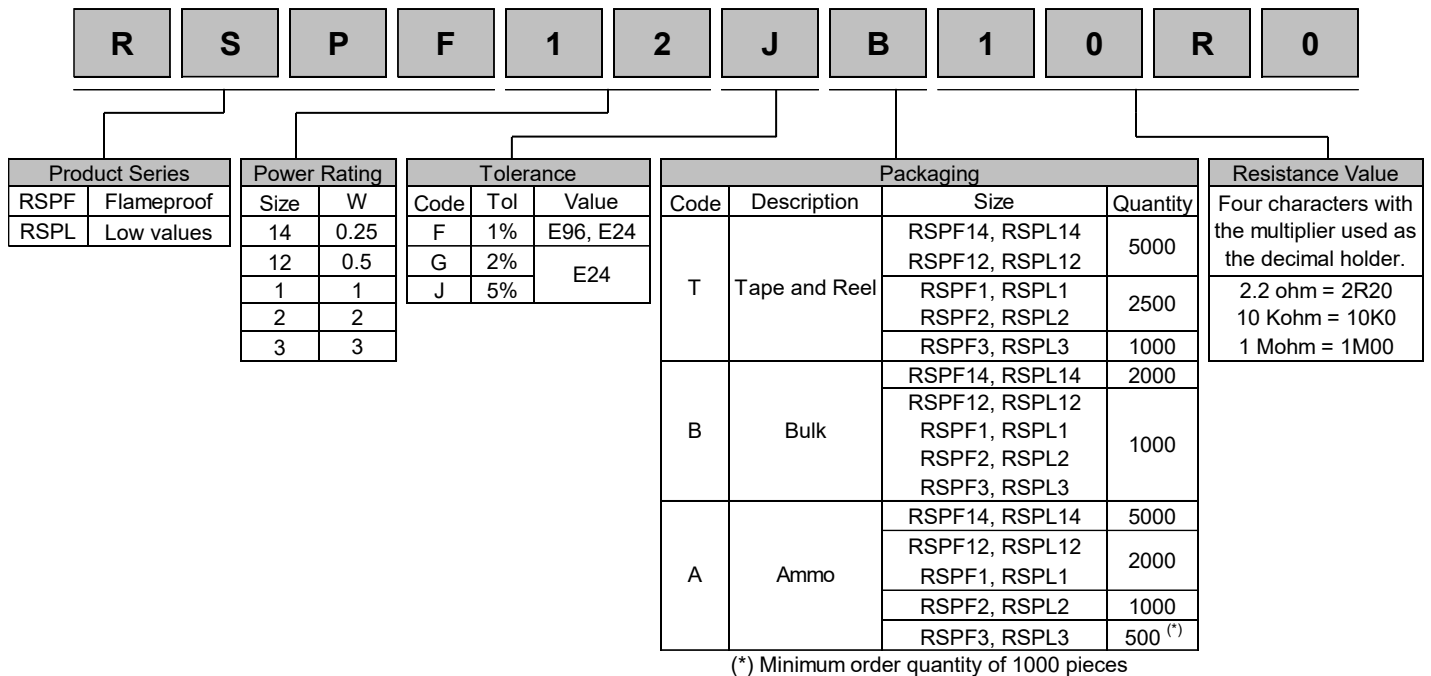 R S P F 1 2 J B 1 0 R 0
Product Series
RSPF Flameproof
RSPL Low values
Power Rating
Size W
14 0.25
12 0.5
1 1
2 2
3 3
Tolerance
Code Tol Value
F 1% E96, E24
G 2% E24
J 5%
Packaging
Code Description Size Quantity
T Tape and Reel
RSPF14, RSPL14 5000
RSPF12, RSPL12
RSPF1, RSPL1 2500
RSPF2, RSPL2
RSPF3, RSPL3 1000
B Bulk
RSPF14, RSPL14 2000
RSPF12, RSPL12 1000
RSPF1, RSPL1
RSPF2, RSPL2
RSPF3, RSPL3
A Ammo
RSPF14, RSPL14 5000
RSPF12, RSPL12 2000
RSPF1, RSPL1
RSPF2, RSPL2 1000
RSPF3, RSPL3 500 (*)
(*) Minimum order quantity of 1000 pieces
Resistance Value
Four characters with
the multiplier used as
the decimal holder.
2.2 ohm = 2R20
10 Kohm = 10K0
1 Mohm = 1M00